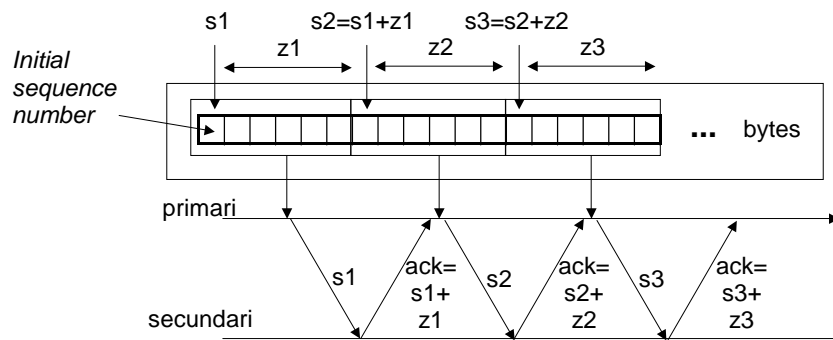 s1 s2=s1+z1 s3=s2+z2
z1 z2 z3
Initial
sequence
number
... bytes
primari
s1 ack= s2 ack= s3 ack=
s1+ s2+ s3+
z1 z2 z3
secundari